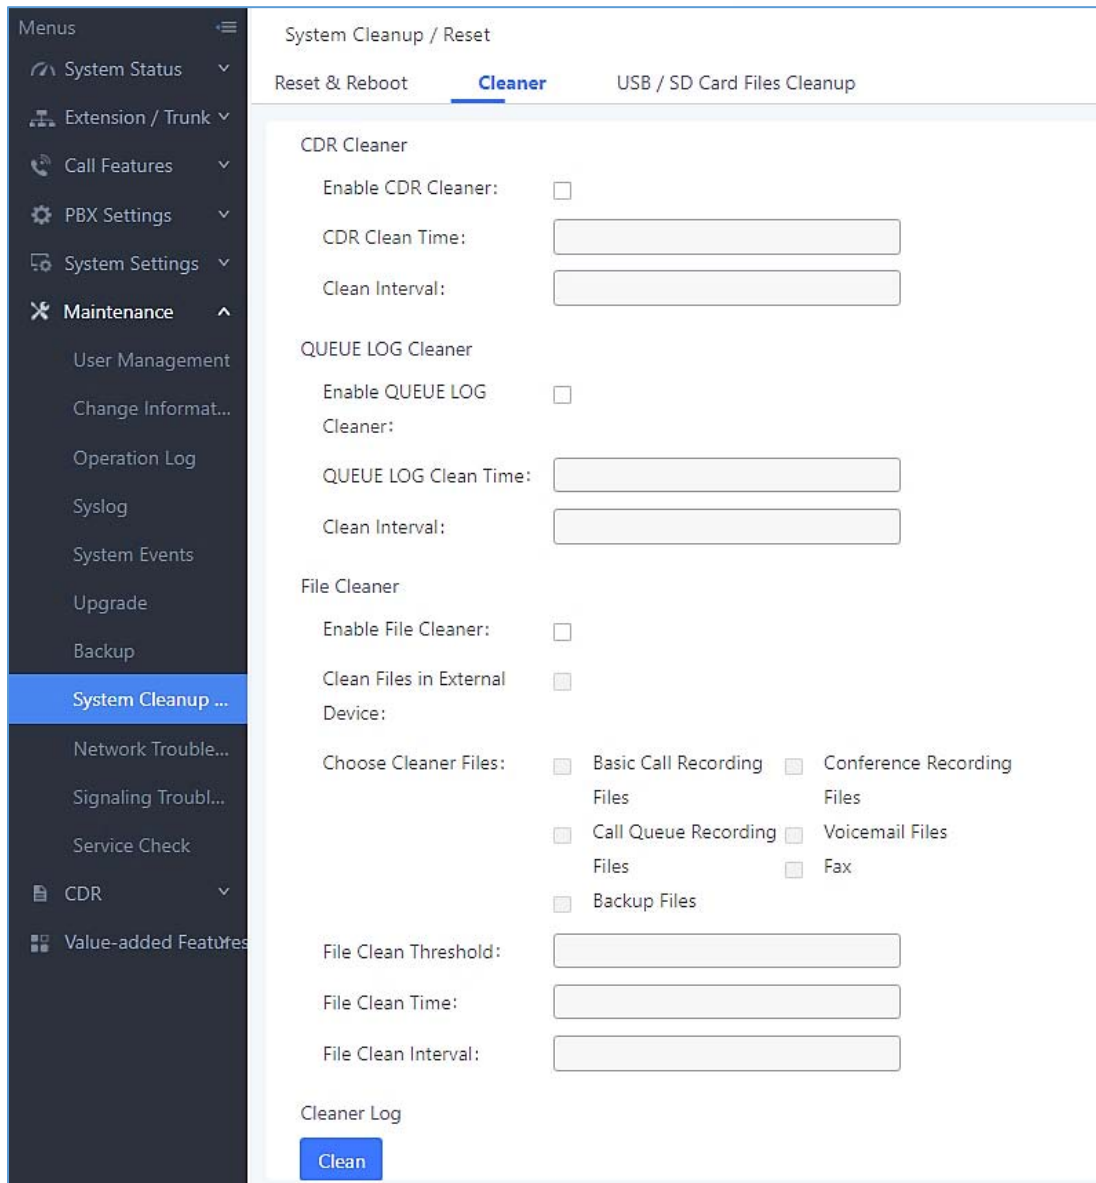 Menus
System Status
Extension / Trunk
Call Features
PBX Settings
System Settings
Maintenance
User Management
Change Informat...
Operation Log
Syslog
System Events
Upgrade
Backup
System Cleanup ...
Network Trouble...
Signaling Troubl...
Service Check
CDR
Value-added Features
System Cleanup / Reset
Reset & Reboot Cleaner USB / SD Card Files Cleanup
CDR Cleaner
Enable CDR Cleaner:
CDR Clean Time:
Clean Interval:
QUEUE LOG Cleaner
Enable QUEUE LOG
Cleaner:
QUEUE LOG Clean Time:
Clean Interval:
File Cleaner
Enable File Cleaner:
Clean Files in External
Device:
Choose Cleaner Files:
Basic Call Recording
Files
Conference Recording
Files
Call Queue Recording
Files
Voicemail Files
Fax
Backup Files
File Clean Threshold:
File Clean Time:
File Clean Interval:
Cleaner Log
Clean